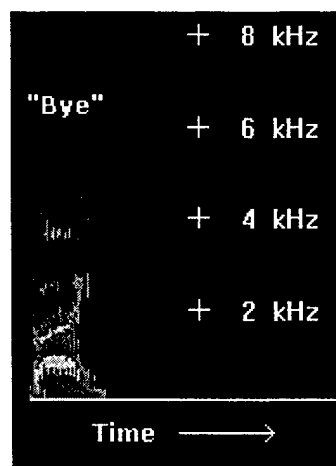 + 8 kHz
"Bye"
+ 6 kHz
+ 4 kHz
+ 2 kHz
Time →